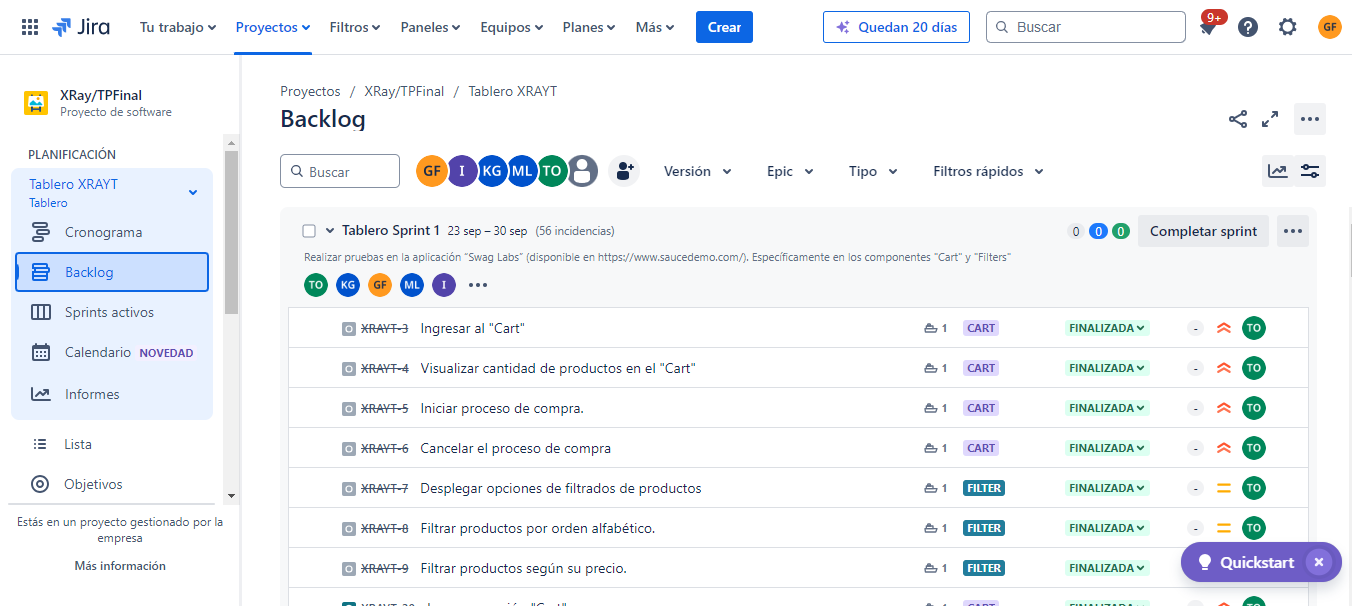 Jira Tu trabajo Proyectos Filtros Paneles Equipos Planes Más Crear Quedan 20 días Buscar 9+ GF
XRay/TPFinal
Proyecto de software
PLANIFICACIÓN
Tablero XRAYT
Tablero
Cronograma
Backlog
Sprints activos
Calendario NOVEDAD
Informes
Lista
Objetivos
Estás en un proyecto gestionado por la
empresa
Más información
Proyectos / XRay/TPFinal / Tablero XRAYT
Backlog
Buscar GF I KG ML TO Versión Epic Tipo Filtros rápidos
Tablero Sprint 1 23 sep – 30 sep (56 incidencias) 0 0 0 Completar sprint
Realizar pruebas en la aplicación "Swag Labs" (disponible en https://www.saucedemo.com/). Específicamente en los componentes "Cart" y "Filters"
TO KG GF ML I
XRAYT-3 Ingresar al "Cart" 1 CART FINALIZADA - TO
XRAYT-4 Visualizar cantidad de productos en el "Cart" 1 CART FINALIZADA - TO
XRAYT-5 Iniciar proceso de compra. 1 CART FINALIZADA - TO
XRAYT-6 Cancelar el proceso de compra 1 CART FINALIZADA - TO
XRAYT-7 Desplegar opciones de filtrados de productos 1 FILTER FINALIZADA - TO
XRAYT-8 Filtrar productos por orden alfabético. 1 FILTER FINALIZADA - TO
XRAYT-9 Filtrar productos según su precio. 1 FILTER FINALIZADA
Quickstart